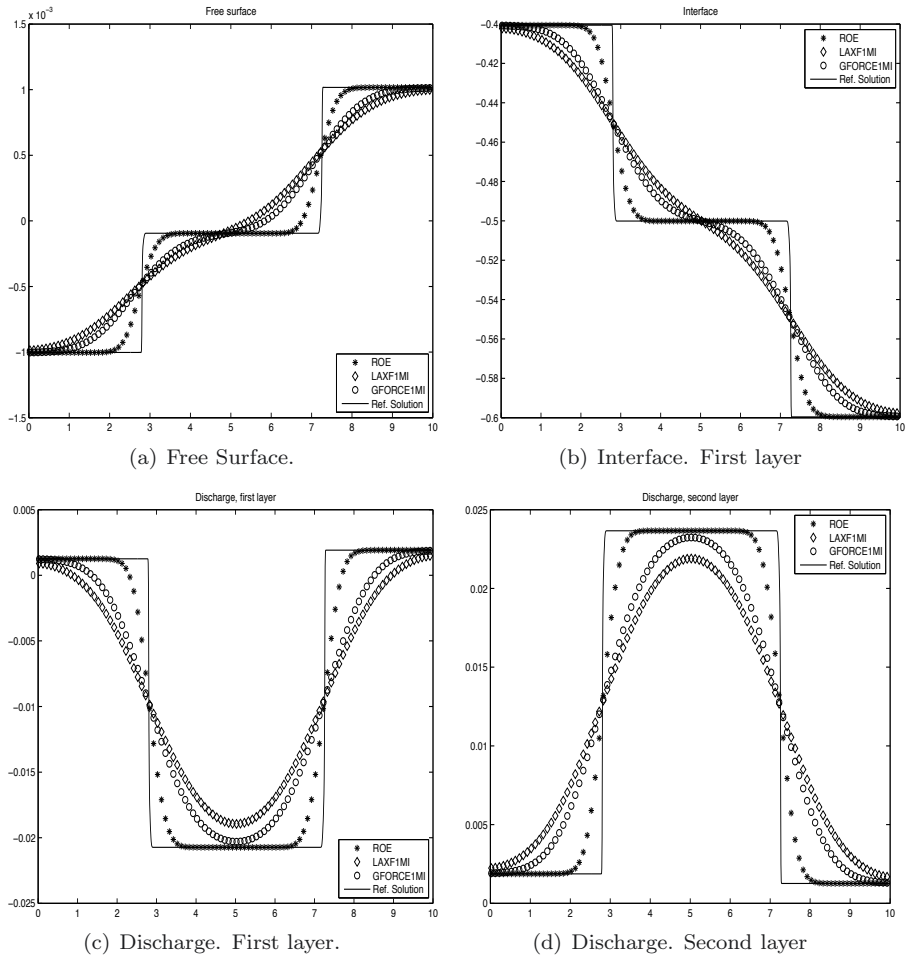 Free surface
x 10⁻³
1.5
1
0.5
0
−0.5
−1
−1.5
0 1 2 3 4 5 6 7 8 9 10
ROE
LAXF1MI
GFORCE1MI
Ref. Solution
(a) Free Surface.
Interface
−0.4
−0.42
−0.44
−0.46
−0.48
−0.5
−0.52
−0.54
−0.56
−0.58
−0.6
0 1 2 3 4 5 6 7 8 9 10
ROE
LAXF1MI
GFORCE1MI
Ref. Solution
(b) Interface. First layer
Discharge, first layer
0.005
0
−0.005
−0.01
−0.015
−0.02
−0.025
0 1 2 3 4 5 6 7 8 9 10
ROE
LAXF1MI
GFORCE1MI
Ref. Solution
(c) Discharge. First layer.
Discharge, second layer
0.025
0.02
0.015
0.01
0.005
0
0 1 2 3 4 5 6 7 8 9 10
ROE
LAXF1MI
GFORCE1MI
Ref. Solution
(d) Discharge. Second layer